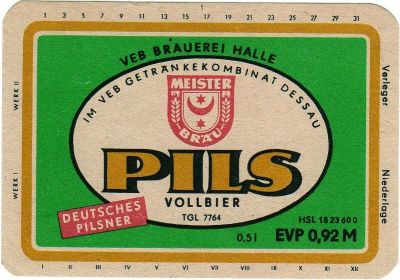 1 3 5 7 9 11 13 15 17 19 21 23 25 27 29 31
VEB BRAUEREI HALLE
IM VEB GETRÄNKEKOMBINAT DESSAU
MEISTER
BRÄU
PILS
VOLLBIER
TGL 7764
DEUTSCHES
PILSNER
HSL 18 23 60 0
0,5 l EVP 0,92 M
WERK II
WERK I
Verleger
Niederlage
I II III IV V VI VII VIII IX X XI XII